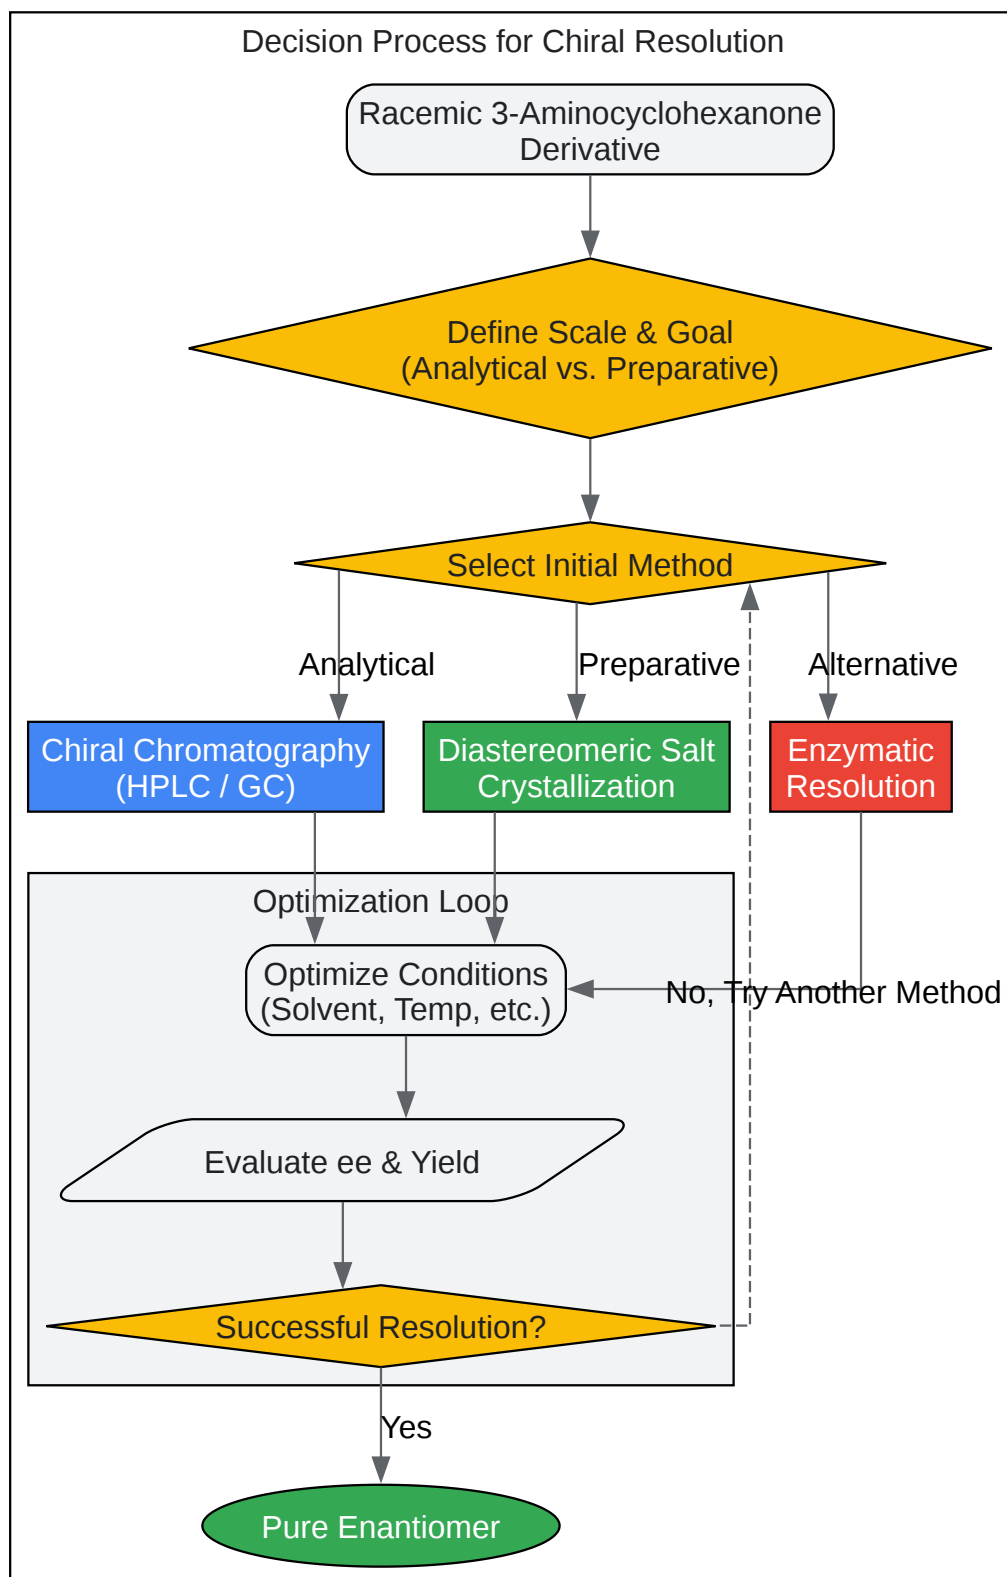 Decision Process for Chiral Resolution
Racemic 3-Aminocyclohexanone
Derivative
Define Scale & Goal
(Analytical vs. Preparative)
Select Initial Method
Analytical
Preparative
Alternative
Chiral Chromatography
(HPLC / GC)
Diastereomeric Salt
Crystallization
Enzymatic
Resolution
Optimization Loop
Optimize Conditions
(Solvent, Temp, etc.)
No, Try Another Method
Evaluate ee & Yield
Successful Resolution?
Yes
Pure Enantiomer